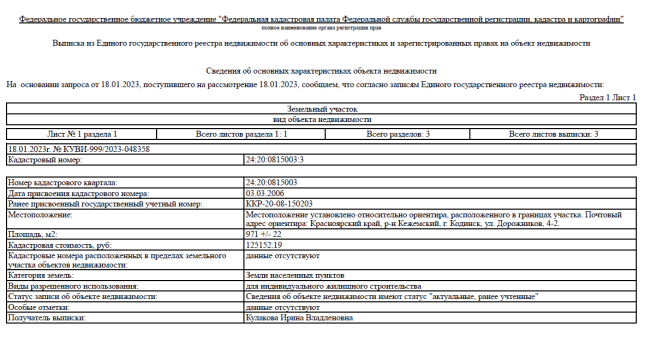 Федеральное государственное бюджетное учреждение "Федеральная кадастровая палата Федеральной службы государственной регистрации, кадастра и картографии"
полное наименование органа регистрации прав
Выписка из Единого государственного реестра недвижимости об основных характеристиках и зарегистрированных правах на объект недвижимости
Сведения об основных характеристиках объекта недвижимости
На основании запроса от 18.01.2023, поступившего на рассмотрение 18.01.2023, сообщаем, что согласно записям Единого государственного реестра недвижимости:
Раздел 1 Лист 1
Земельный участок
вид объекта недвижимости
Лист № 1 раздела 1 Всего листов раздела 1: 1 Всего разделов: 3 Всего листов выписки: 3
18.01.2023г. № КУВИ-999/2023-048358
Кадастровый номер: 24:20:0815003:3
Номер кадастрового квартала: 24:20:0815003
Дата присвоения кадастрового номера: 03.03.2006
Ранее присвоенный государственный учетный номер: ККР-20-08-150203
Местоположение: Местоположение установлено относительно ориентира, расположенного в границах участка. Почтовый
адрес ориентира: Красноярский край, р-н Кежемский, г. Кодинск, ул. Дорожников, 4-2.
Площадь, м2: 971 +/- 22
Кадастровая стоимость, руб: 125152.19
Кадастровые номера расположенных в пределах земельного данные отсутствуют
участка объектов недвижимости:
Категория земель: Земли населенных пунктов
Виды разрешенного использования: для индивидуального жилищного строительства
Статус записи об объекте недвижимости: Сведения об объекте недвижимости имеют статус "актуальные, ранее учтенные"
Особые отметки: данные отсутствуют
Получатель выписки: Кулакова Ирина Владленовна